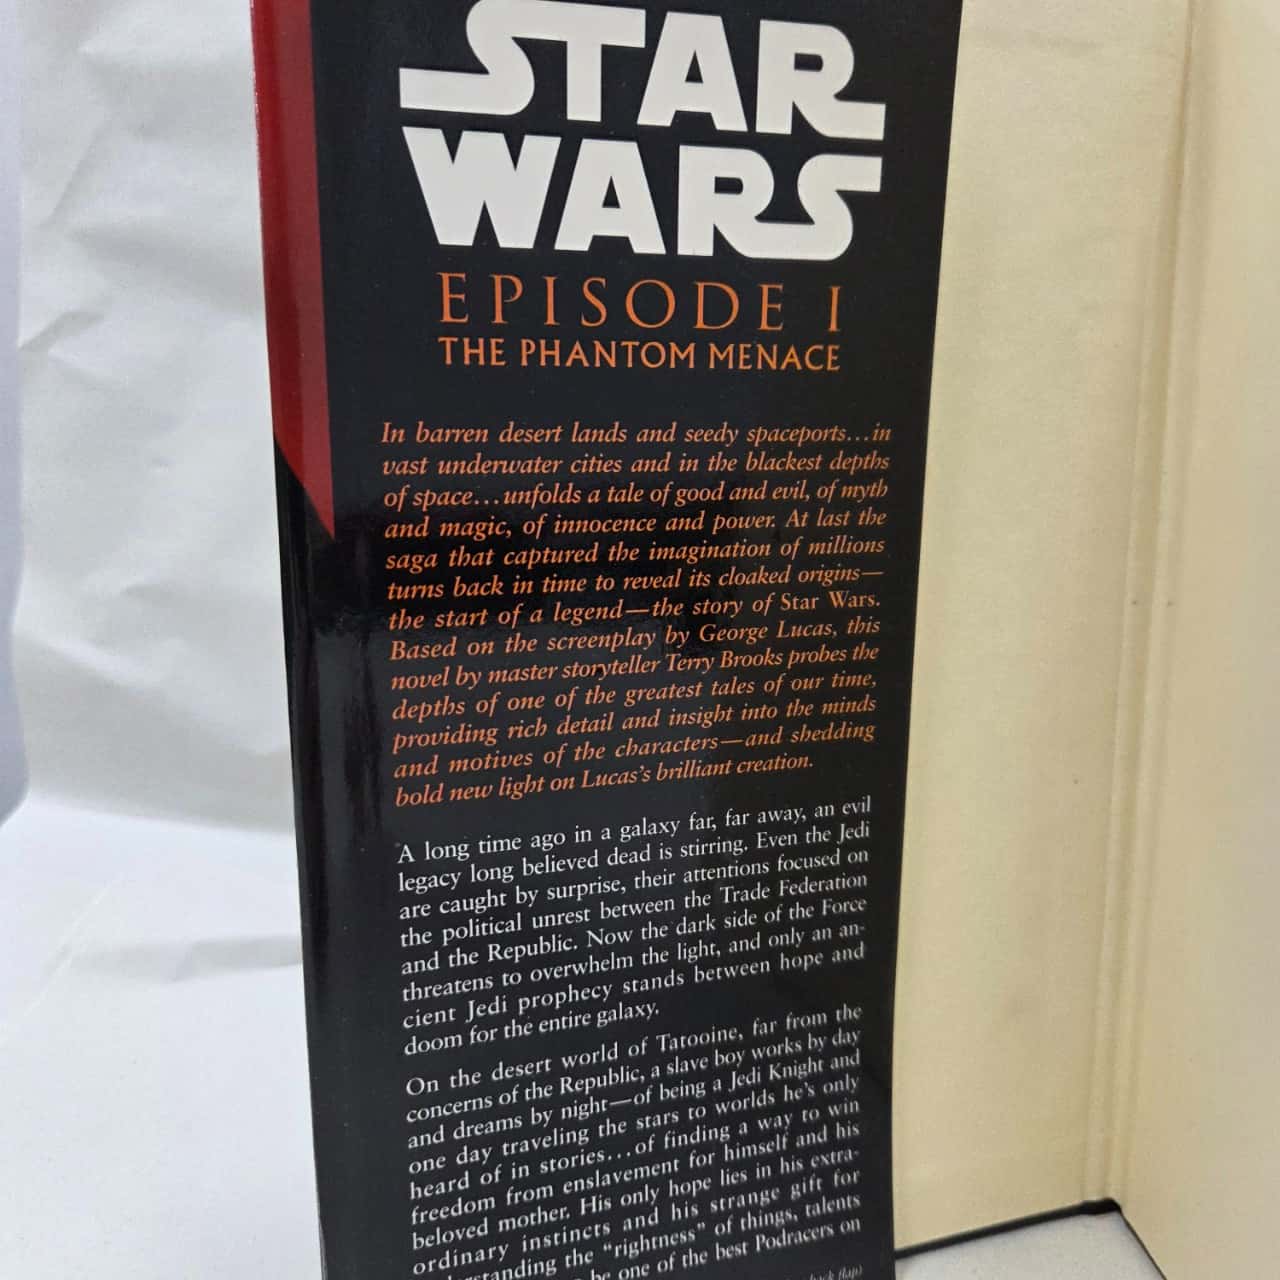 STAR
WARS
EPISODE I
THE PHANTOM MENACE
In barren desert lands and seedy spaceports...in
vast underwater cities and in the blackest depths
of space...unfolds a tale of good and evil, of myth
and magic, of innocence and power. At last the
saga that captured the imagination of millions
turns back in time to reveal its cloaked origins—
the start of a legend—the story of Star Wars.
Based on the screenplay by George Lucas, this
novel by master storyteller Terry Brooks probes the
depths of one of the greatest tales of our time,
providing rich detail and insight into the minds
and motives of the characters—and shedding
bold new light on Lucas's brilliant creation.
A long time ago in a galaxy far, far away, an evil
legacy long believed dead is stirring. Even the Jedi
are caught by surprise, their attentions focused on
the political unrest between the Trade Federation
and the Republic. Now the dark side of the Force
threatens to overwhelm the light, and only an an-
cient Jedi prophecy stands between hope and
doom for the entire galaxy.
On the desert world of Tatooine, far from the
concerns of the Republic, a slave boy works by day
and dreams by night—of being a Jedi Knight and
one day traveling the stars to worlds he's only
heard of in stories...of finding a way to win
freedom from enslavement for himself and his
beloved mother. His only hope lies in his extra-
ordinary instincts and his strange gift for
the "rightness" of things, talents
be one of the best Podracers on
back flap)